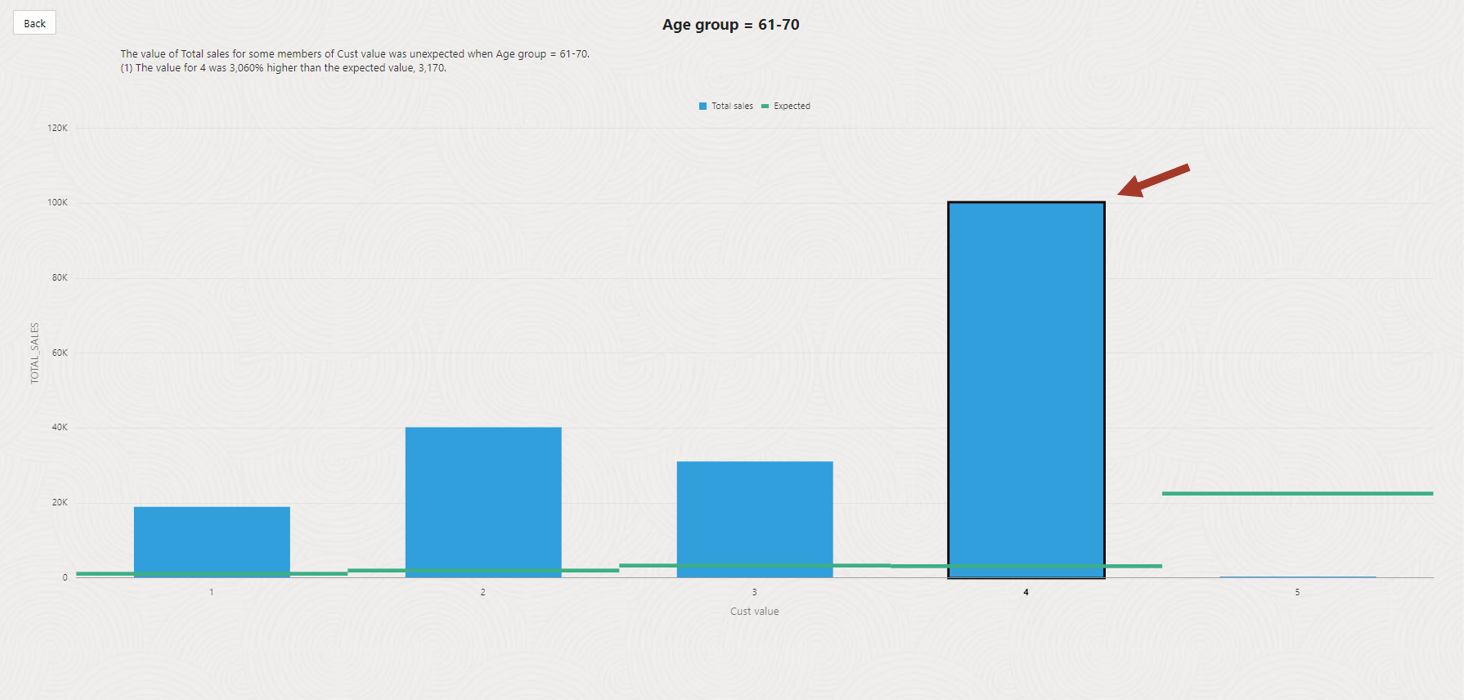 Back
Age group = 61-70
The value of Total sales for some members of Cust value was unexpected when Age group = 61-70.
(1) The value for 4 was 3,060% higher than the expected value, 3,170.
Total sales Expected
120K
100K
80K
60K
40K
20K
0
TOTAL_SALES
1 2 3 4 5
Cust value